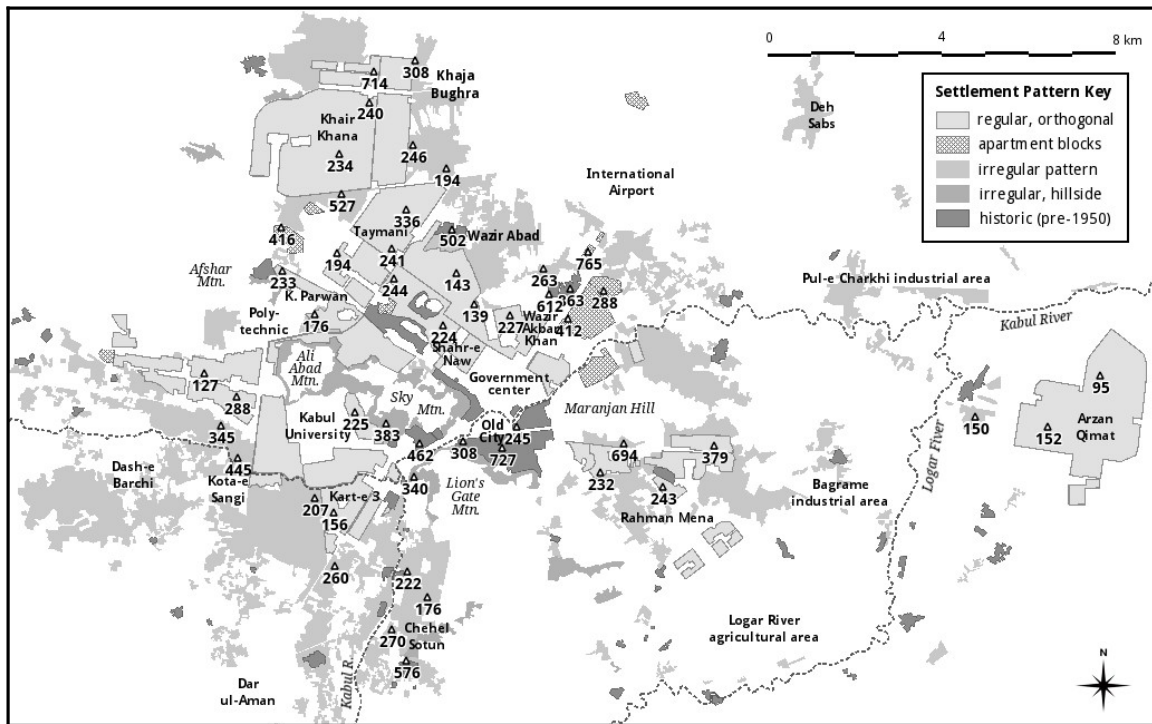 0 4 8 km
Settlement Pattern Key
regular, orthogonal
apartment blocks
irregular pattern
irregular, hillside
historic (pre-1950)
308
714
Khaja
Bughra
240
Khair
Khana
246
234
194
Deh
Sabs
International
Airport
527
336
Taymani
502
Wazir Abad
416
194
241
765
Afshar
Mtn.
233
244
143
263
612
363
288
Pul-e Charkhi industrial area
K. Parwan
Poly-
technic
176
139
227
Wazir
Akbar
Khan
412
224
Shahr-e
Naw
Kabul River
Ali
Abad
Mtn.
Government
center
127
288
Sky
Mtn.
Maranjan Hill
95
Kabul
University
225
383
Old
City
245
150
152
Arzan
Qimat
345
462
308
727
694
379
445
Dash-e
Barchi
Kota-e
Sangi
340
Lion's
Gate
Mtn.
232
243
Bagrame
industrial area
Logar River
207
Kart-e 3
156
Rahman Mena
260
222
176
Chehel
Sotun
270
Logar River
agricultural area
576
Dar
ul-Aman
Kabul R.
N